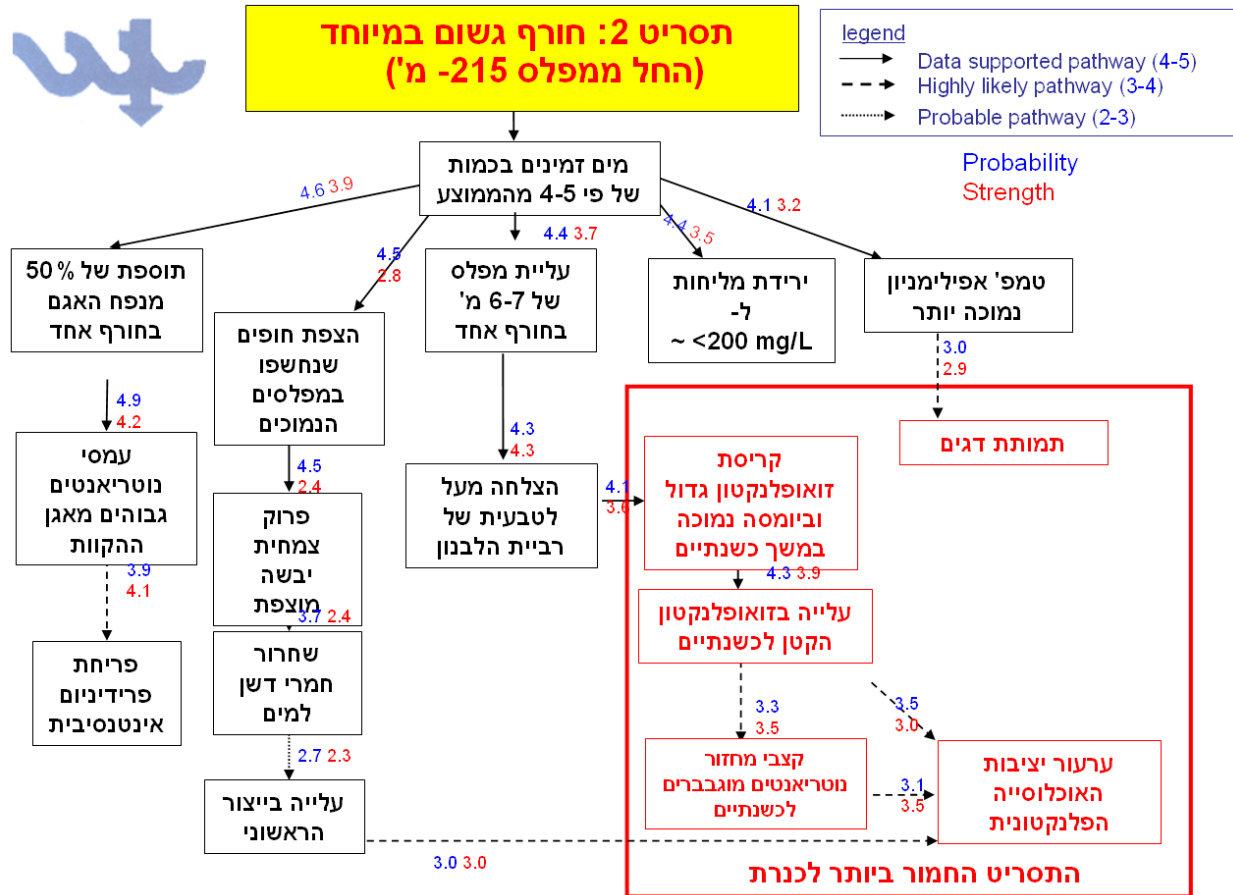 תסריט 2: חורף גשום במיוחד
(החל ממפלס 215- מ')
legend
Data supported pathway (4-5)
Highly likely pathway (3-4)
Probable pathway (2-3)
Probability
Strength
מים זמינים בכמות
של פי 4-5 מהממוצע
4.6 3.9
4.5
2.8
4.4 3.7
4.4 3.5
4.1 3.2
תוספת של 50%
מנפח האגם
בחורף אחד
הצפת חופים
שנחשפו
במפלסים
הנמוכים
עליית מפלס
של 6-7 מ'
בחורף אחד
ירידת מליחות
ל-
~ <200 mg/L
טמפ' אפילימניון
נמוכה יותר
4.9
4.2
4.5
2.4
4.3
4.3
3.0
2.9
עמסי
נוטריאנטים
גבוהים מאגן
ההקוות
פרוק
צמחית
יבשה
מוצפת
הצלחה מעל
לטבעית של
רביית הלבנון
4.1
3.6
קריסת
זואופלנקטון גדול
וביומסה נמוכה
במשך כשנתיים
תמותת דגים
3.9
4.1
3.7 2.4
4.3 3.9
פריחת
פרידיניום
אינטנסיבית
שחרור
חמרי דשן
למים
עלייה בזואופלנקטון
הקטן לכשנתיים
2.7 2.3
3.3
3.5
3.5
3.0
עלייה בייצור
הראשוני
קצבי מחזור
נוטריאנטים מוגבברים
לכשנתיים
3.1
3.5
ערעור יציבות
האוכלוסייה
הפלנקטונית
3.0 3.0
התסריט החמור ביותר לכנרת